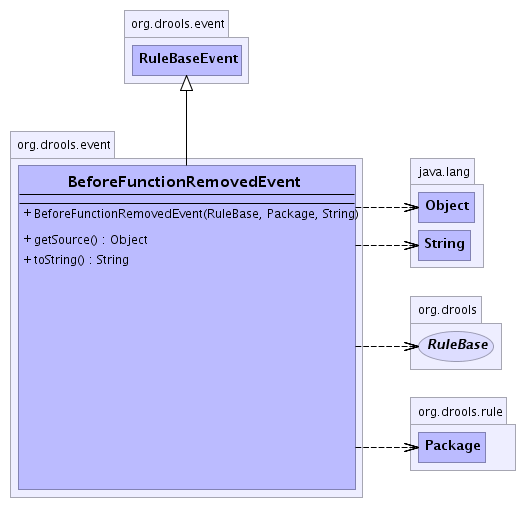 org.drools.event
RuleBaseEvent
org.drools.event
BeforeFunctionRemovedEvent
+ BeforeFunctionRemovedEvent(RuleBase, Package, String)
+ getSource() : Object
+ toString() : String
java.lang
Object
String
org.drools
RuleBase
org.drools.rule
Package